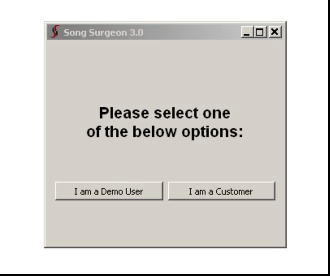 Song Surgeon 3.0
Please select one
of the below options:
I am a Demo User
I am a Customer